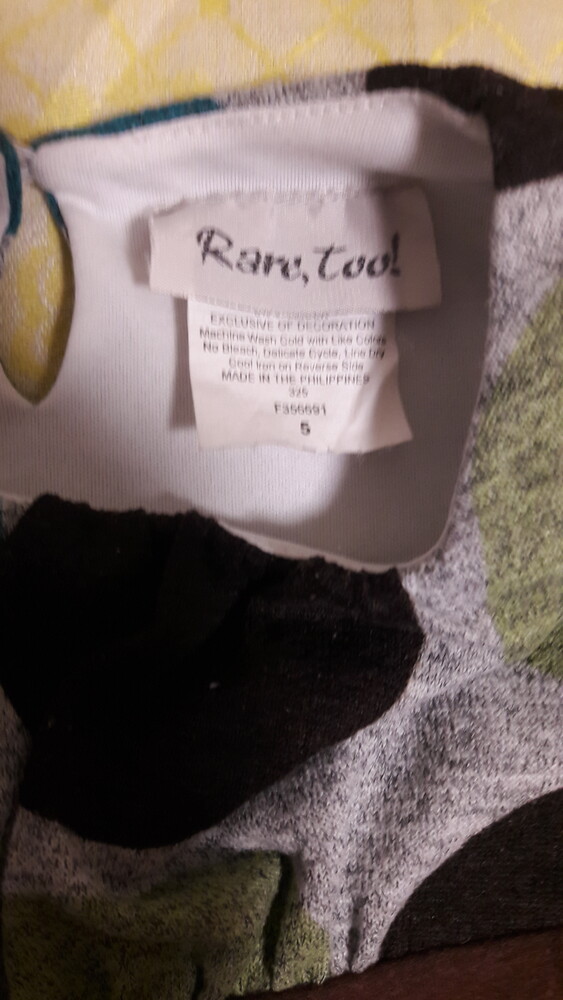 Rare, Too!
EXCLUSIVE OF DECORATION
Machine Wash Cold with Like Colors
No Bleach, Delicate Cycle, Line Dry
Cool Iron on Reverse Side
MADE IN THE PHILIPPINES
325
F356691
5